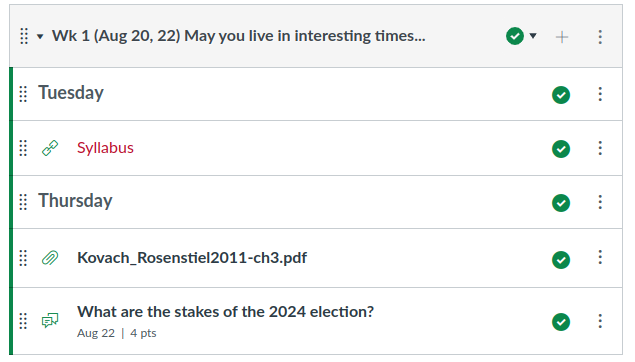 Wk 1 (Aug 20, 22) May you live in interesting times...
Tuesday
Syllabus
Thursday
Kovach_Rosenstiel2011-ch3.pdf
What are the stakes of the 2024 election?
Aug 22 | 4 pts